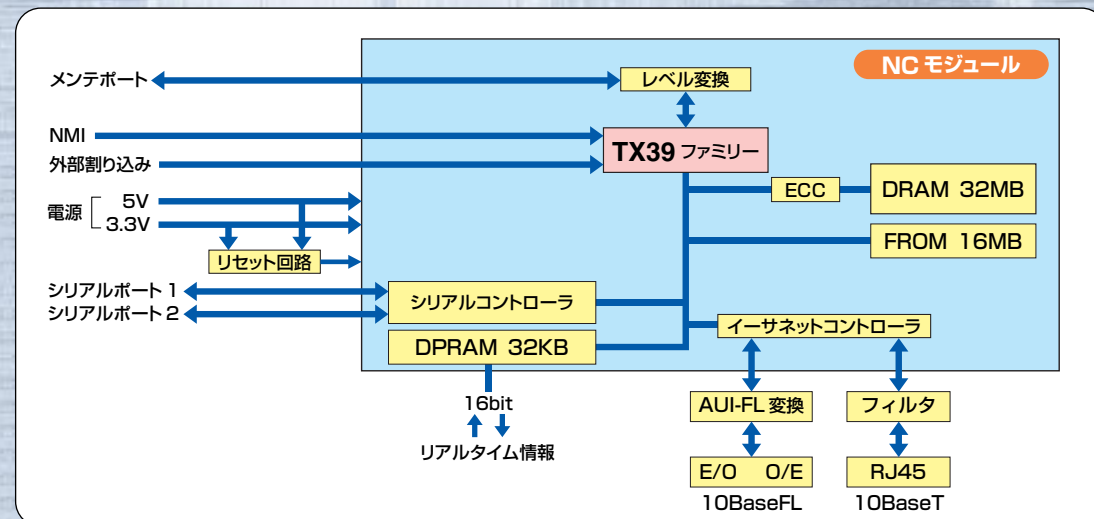 NC モジュール
メンテポート
レベル変換
NMI
TX39 ファミリー
外部割り込み
ECC
DRAM 32MB
電源
5V
3.3V
FROM 16MB
リセット回路
シリアルポート 1
シリアルポート 2
シリアルコントローラ
イーサネットコントローラ
DPRAM 32KB
16bit
リアルタイム情報
AUI-FL 変換
フィルタ
E/O O/E
RJ45
10BaseFL
10BaseT